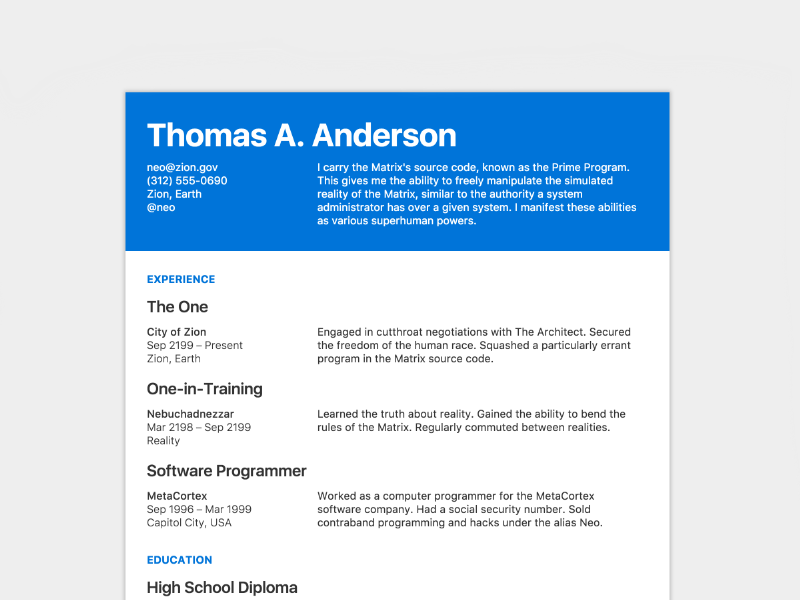 Thomas A. Anderson
neo@zion.gov
(312) 555-0690
Zion, Earth
@neo
I carry the Matrix's source code, known as the Prime Program.
This gives me the ability to freely manipulate the simulated
reality of the Matrix, similar to the authority a system
administrator has over a given system. I manifest these abilities
as various superhuman powers.
EXPERIENCE
The One
City of Zion
Sep 2199 – Present
Zion, Earth
Engaged in cutthroat negotiations with The Architect. Secured
the freedom of the human race. Squashed a particularly errant
program in the Matrix source code.
One-in-Training
Nebuchadnezzar
Mar 2198 – Sep 2199
Reality
Learned the truth about reality. Gained the ability to bend the
rules of the Matrix. Regularly commuted between realities.
Software Programmer
MetaCortex
Sep 1996 – Mar 1999
Capitol City, USA
Worked as a computer programmer for the MetaCortex
software company. Had a social security number. Sold
contraband programming and hacks under the alias Neo.
EDUCATION
High School Diploma